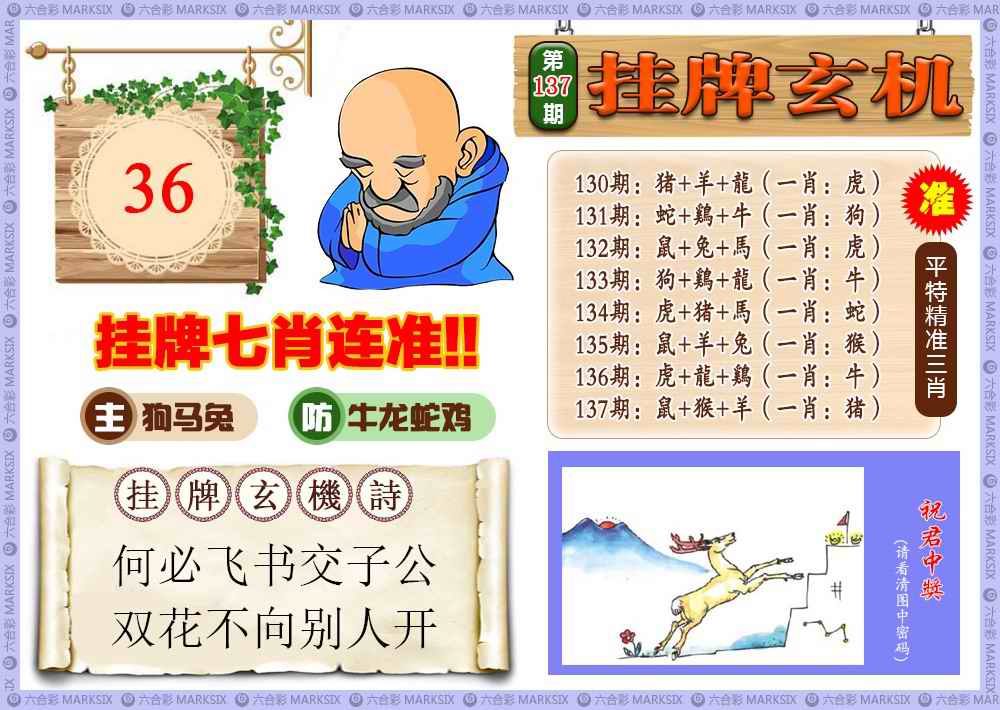 六合彩 MARKSIX
36
挂牌七肖连准!!
主 狗马兔
防 牛龙蛇鸡
挂牌玄機詩
何必飞书交子公
双花不向别人开
第137期
挂牌玄机
130期：猪+羊+龍（一肖：虎）
131期：蛇+鷄+牛（一肖：狗）
132期：鼠+兔+馬（一肖：虎）
133期：狗+鷄+龍（一肖：牛）
134期：虎+猪+馬（一肖：蛇）
135期：鼠+羊+兔（一肖：猴）
136期：虎+龍+鷄（一肖：牛）
137期：鼠+猴+羊（一肖：猪）
准
平特精准三肖
祝君中獎
（请看清图中密码）